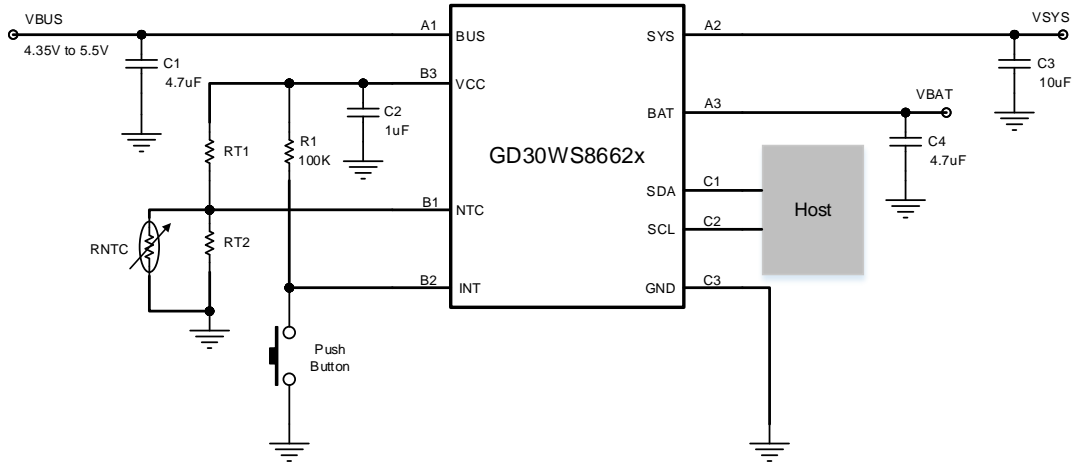 VBUS
4.35V to 5.5V
A1
BUS
C1
4.7uF
B3
VCC
C2
1uF
RT1
R1
100K
B1
NTC
RNTC
RT2
B2
INT
Push
Button
GD30WS8662x
SYS
A2
VSYS
C3
10uF
BAT
A3
VBAT
C4
4.7uF
SDA
C1
SCL
C2
Host
GND
C3